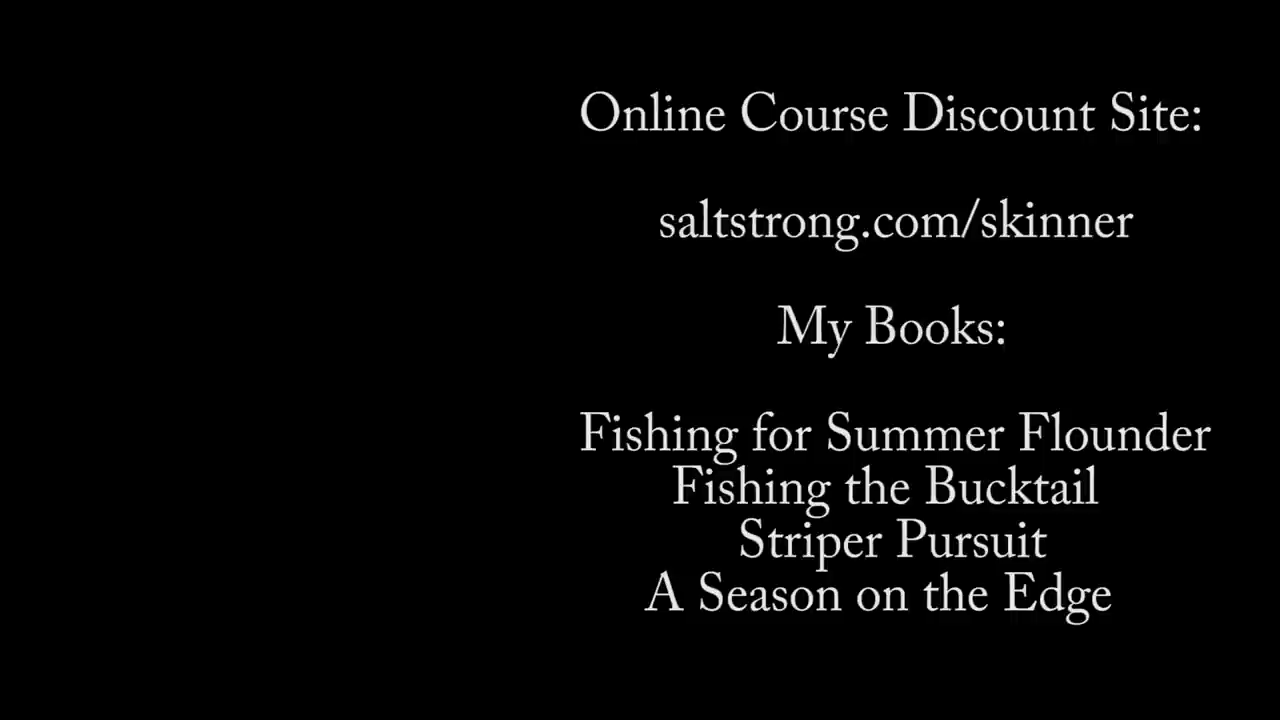 Online Course Discount Site:
saltstrong.com/skinner
My Books:
Fishing for Summer Flounder
Fishing the Bucktail
Striper Pursuit
A Season on the Edge